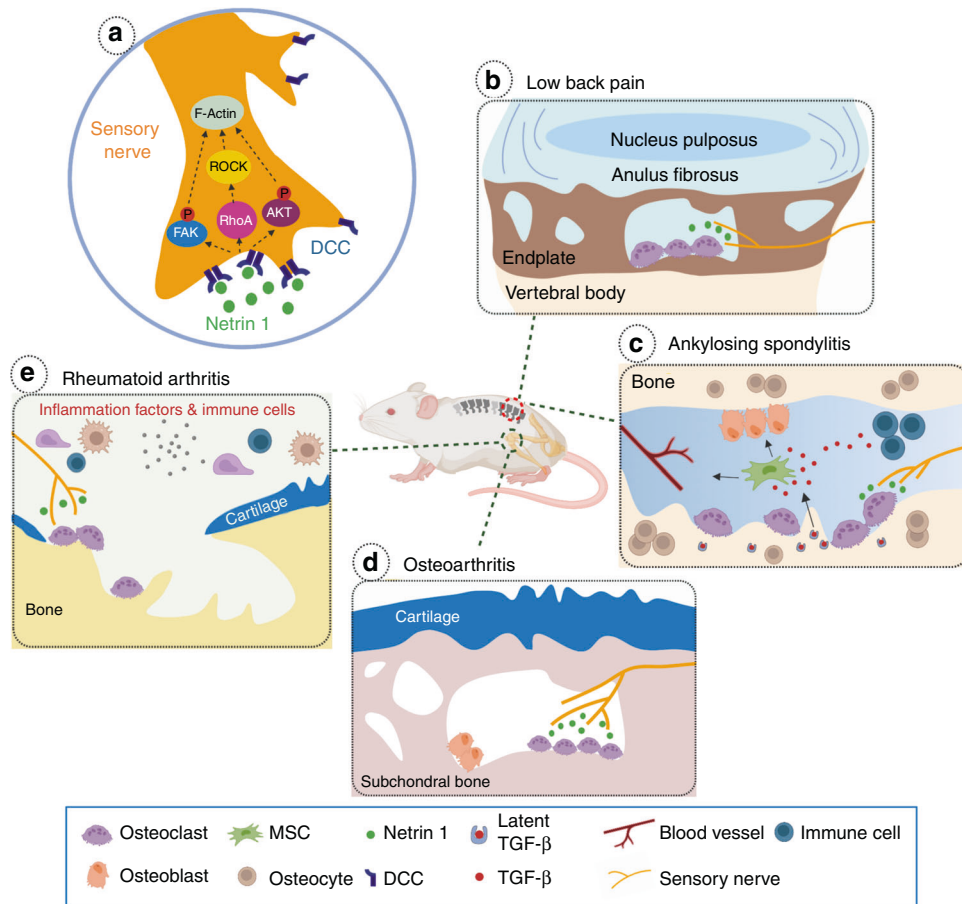 a
Sensory
nerve
F-Actin
ROCK
P
P
FAK
RhoA
AKT
DCC
Netrin 1
b
Low back pain
Nucleus pulposus
Anulus fibrosus
Endplate
Vertebral body
c
Ankylosing spondylitis
Bone
e
Rheumatoid arthritis
Inflammation factors & immune cells
Cartilage
Bone
d
Osteoarthritis
Cartilage
Subchondral bone
Osteoclast
MSC
Netrin 1
Latent
TGF-β
Blood vessel
Immune cell
Osteoblast
Osteocyte
DCC
TGF-β
Sensory nerve